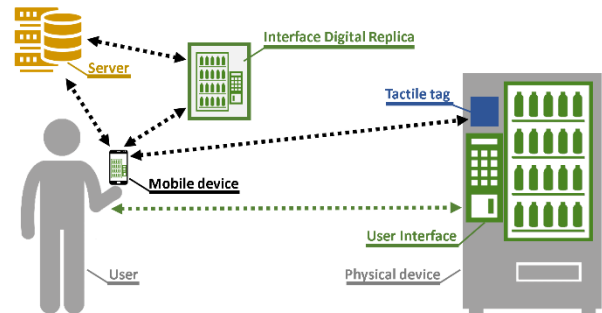 Interface Digital Replica
Server
Tactile tag
Mobile device
User Interface
User
Physical device